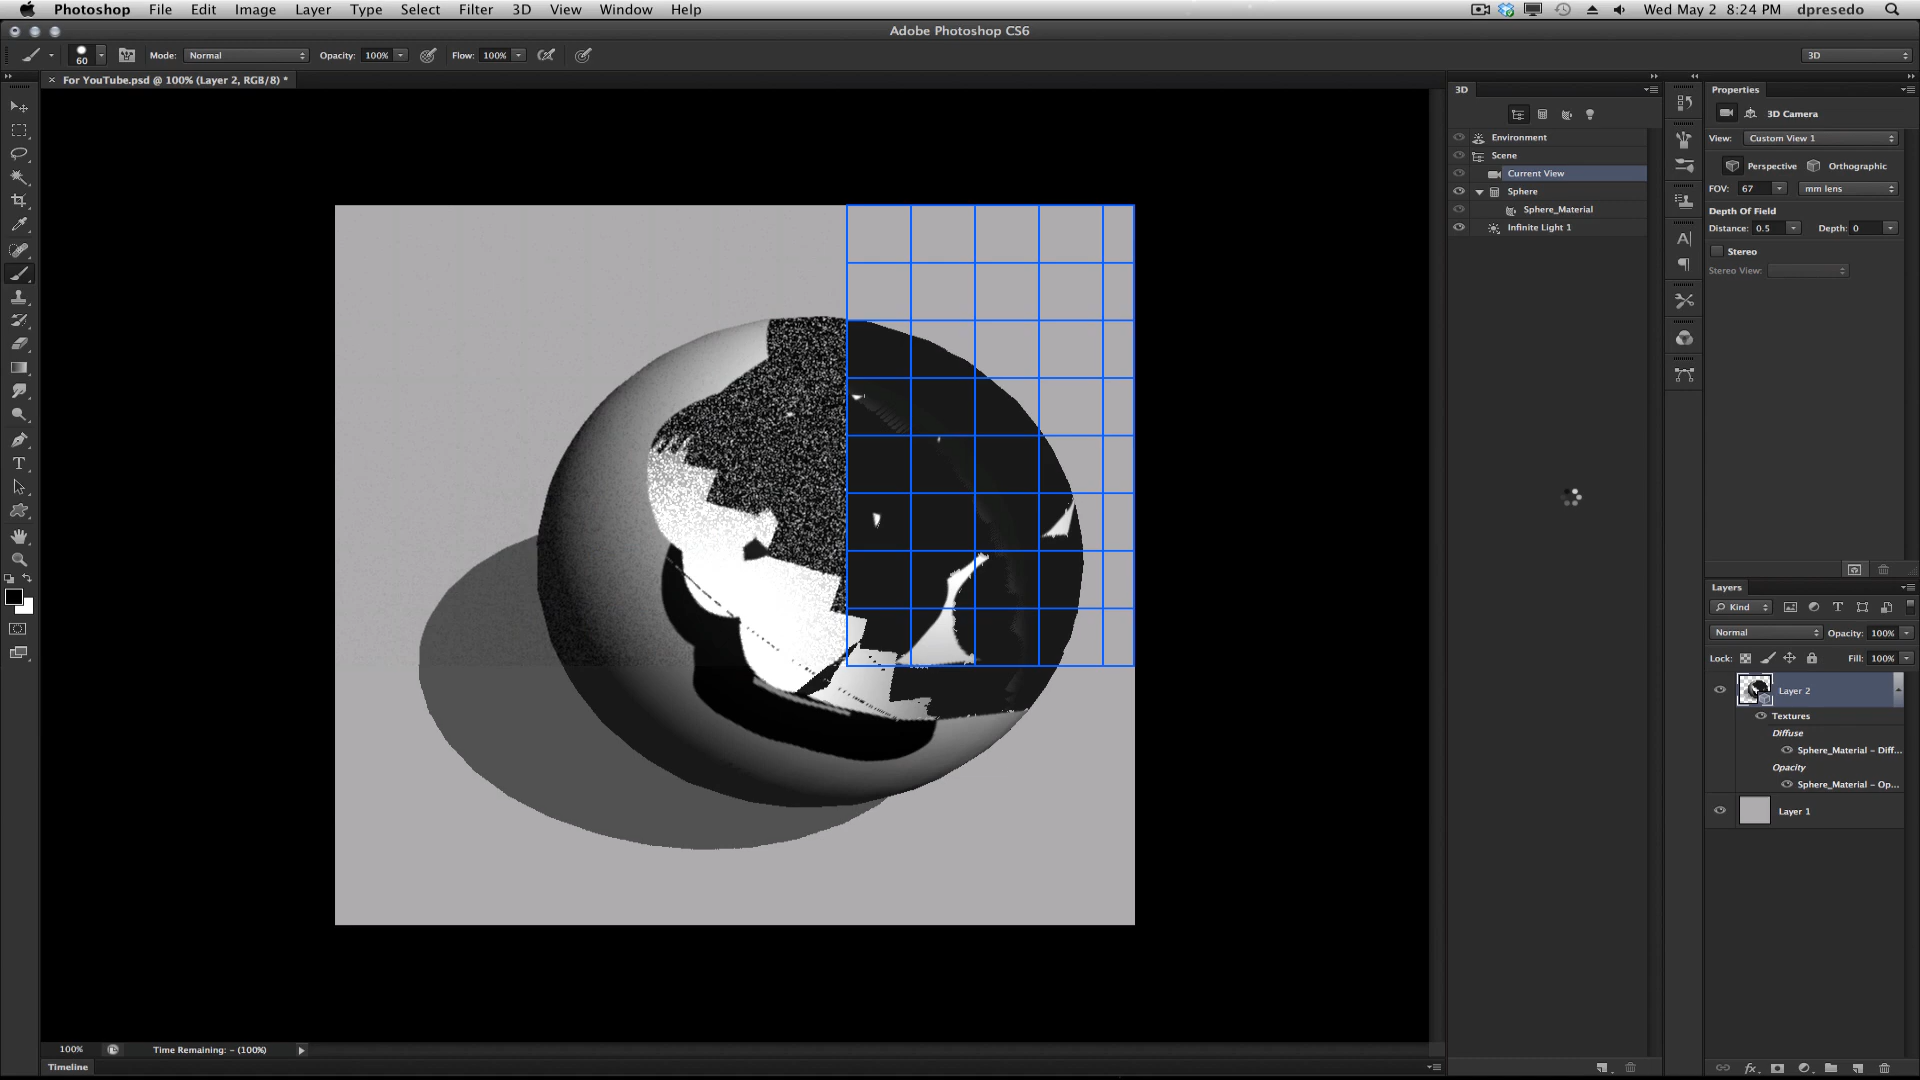 Photoshop File Edit Image Layer Type Select Filter 3D View Window Help Wed May 2 8:24 PM dpresedo
Adobe Photoshop CS6
60 Mode: Normal Opacity: 100% Flow: 100% 3D
× For YouTube.psd @ 100% (Layer 2, RGB/8) *
3D
Environment
Scene
Current View
Sphere
Sphere_Material
Infinite Light 1
Properties
3D Camera
View: Custom View 1
Perspective Orthographic
FOV: 67 mm lens
Depth Of Field
Distance: 0.5 Depth: 0
Stereo
Stereo View:
Layers
Kind
Normal Opacity: 100%
Lock: Fill: 100%
Layer 2
Textures
Diffuse
Sphere_Material - Diff...
Opacity
Sphere_Material - Op...
Layer 1
100% Time Remaining: - (100%)
Timeline